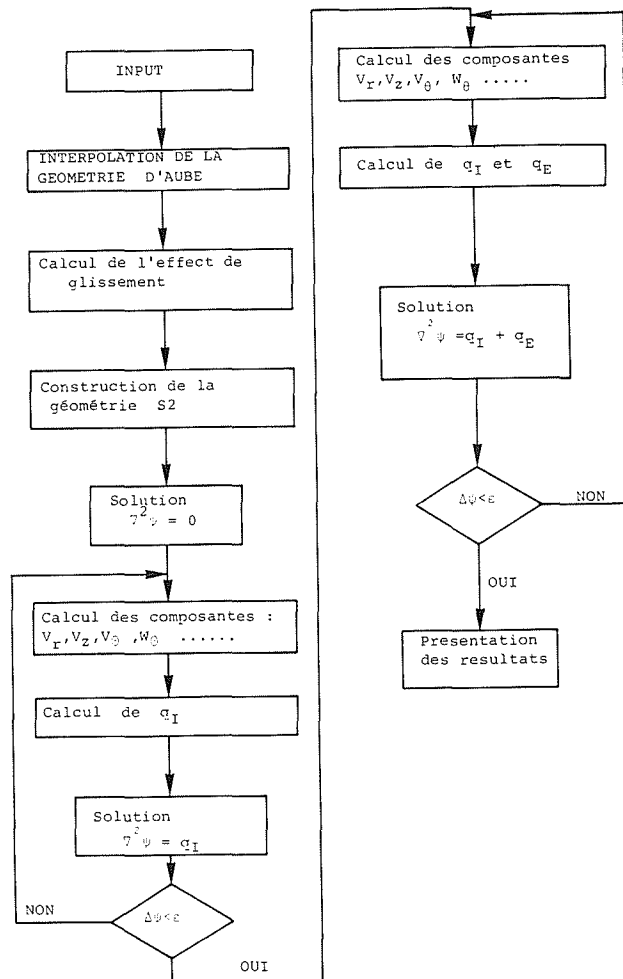 INPUT
INTERPOLATION DE LA
GEOMETRIE D'AUBE
Calcul de l'effect de
glissement
Construction de la
géométrie S2
Solution
∇²ψ = 0
Calcul des composantes :
Vr,Vz,Vθ ,Wθ ......
Calcul de qI
Solution
∇²ψ = qI
Δψ<ε
NON
OUI
Calcul des composantes
Vr,Vz,Vθ, Wθ .....
Calcul de qI et qE
Solution
∇²ψ =qI + qE
Δψ<ε
NON
OUI
Presentation
des resultats